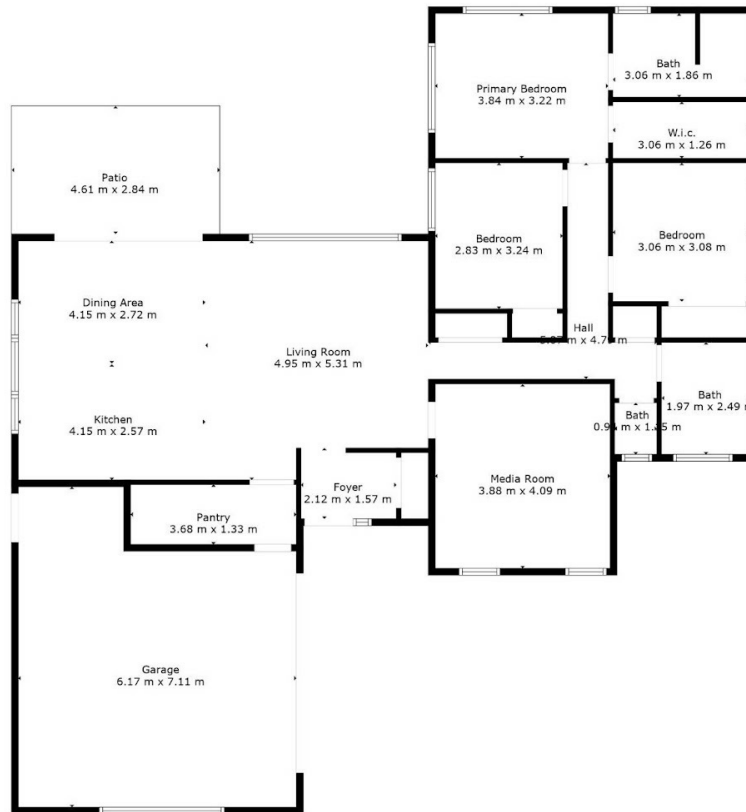 Bath
3.06 m x 1.86 m
Primary Bedroom
3.84 m x 3.22 m
W.i.c.
3.06 m x 1.26 m
Patio
4.61 m x 2.84 m
Bedroom
2.83 m x 3.24 m
Bedroom
3.06 m x 3.08 m
Dining Area
4.15 m x 2.72 m
Hall
Living Room
4.95 m x 5.31 m
Kitchen
4.15 m x 2.57 m
Bath
Bath
1.97 m x 2.49 m
Media Room
3.88 m x 4.09 m
Foyer
2.12 m x 1.57 m
Pantry
3.68 m x 1.33 m
Garage
6.17 m x 7.11 m